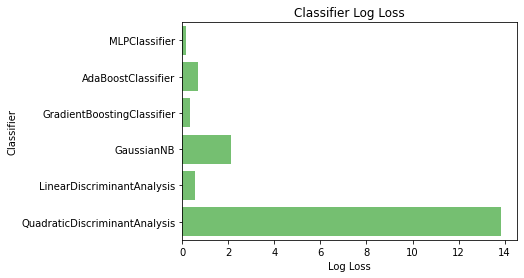 Classifier Log Loss
Classifier
MLPClassifier
AdaBoostClassifier
GradientBoostingClassifier
GaussianNB
LinearDiscriminantAnalysis
QuadraticDiscriminantAnalysis
0 2 4 6 8 10 12 14
Log Loss